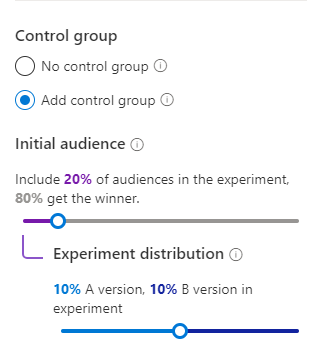 Control group
No control group
Add control group
Initial audience
Include 20% of audiences in the experiment,
80% get the winner.
Experiment distribution
10% A version, 10% B version in
experiment